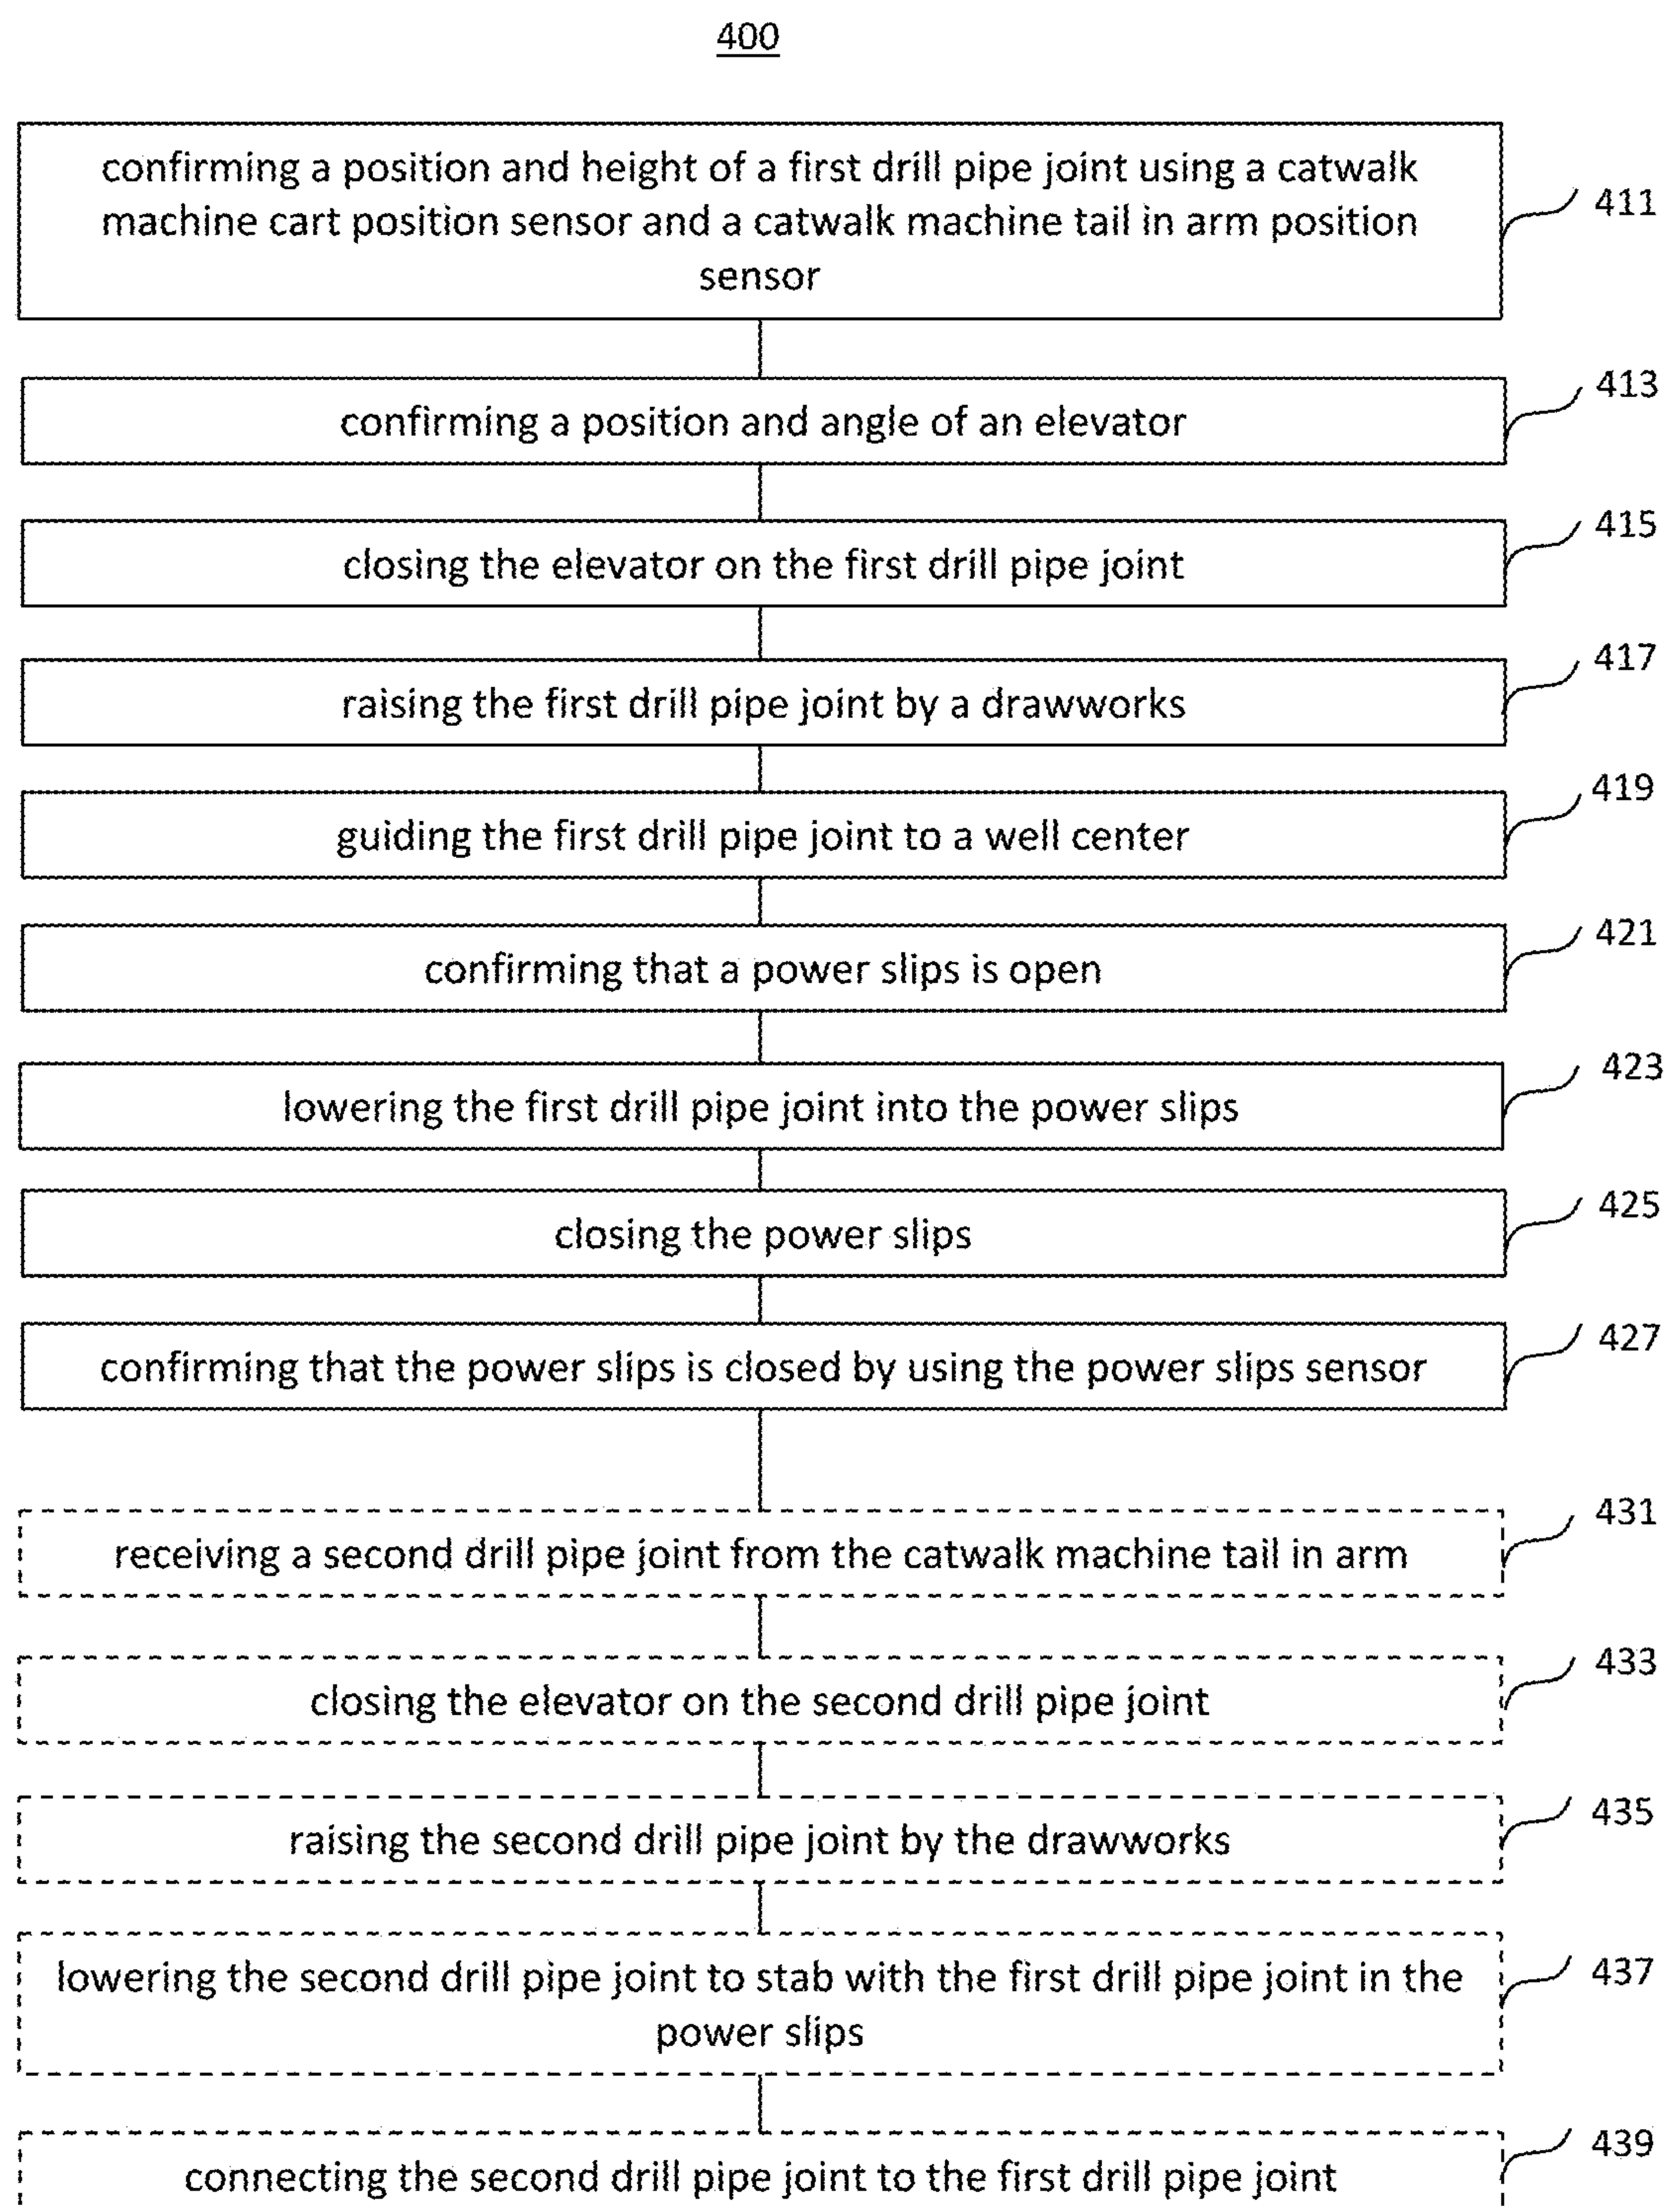 400
confirming a position and height of a first drill pipe joint using a catwalk
machine cart position sensor and a catwalk machine tail in arm position
sensor
411
confirming a position and angle of an elevator
413
closing the elevator on the first drill pipe joint
415
raising the first drill pipe joint by a drawworks
417
guiding the first drill pipe joint to a well center
419
confirming that a power slips is open
421
lowering the first drill pipe joint into the power slips
423
closing the power slips
425
confirming that the power slips is closed by using the power slips sensor
427
receiving a second drill pipe joint from the catwalk machine tail in arm
431
closing the elevator on the second drill pipe joint
433
raising the second drill pipe joint by the drawworks
435
lowering the second drill pipe joint to stab with the first drill pipe joint in the
power slips
437
connecting the second drill pipe joint to the first drill pipe joint
439